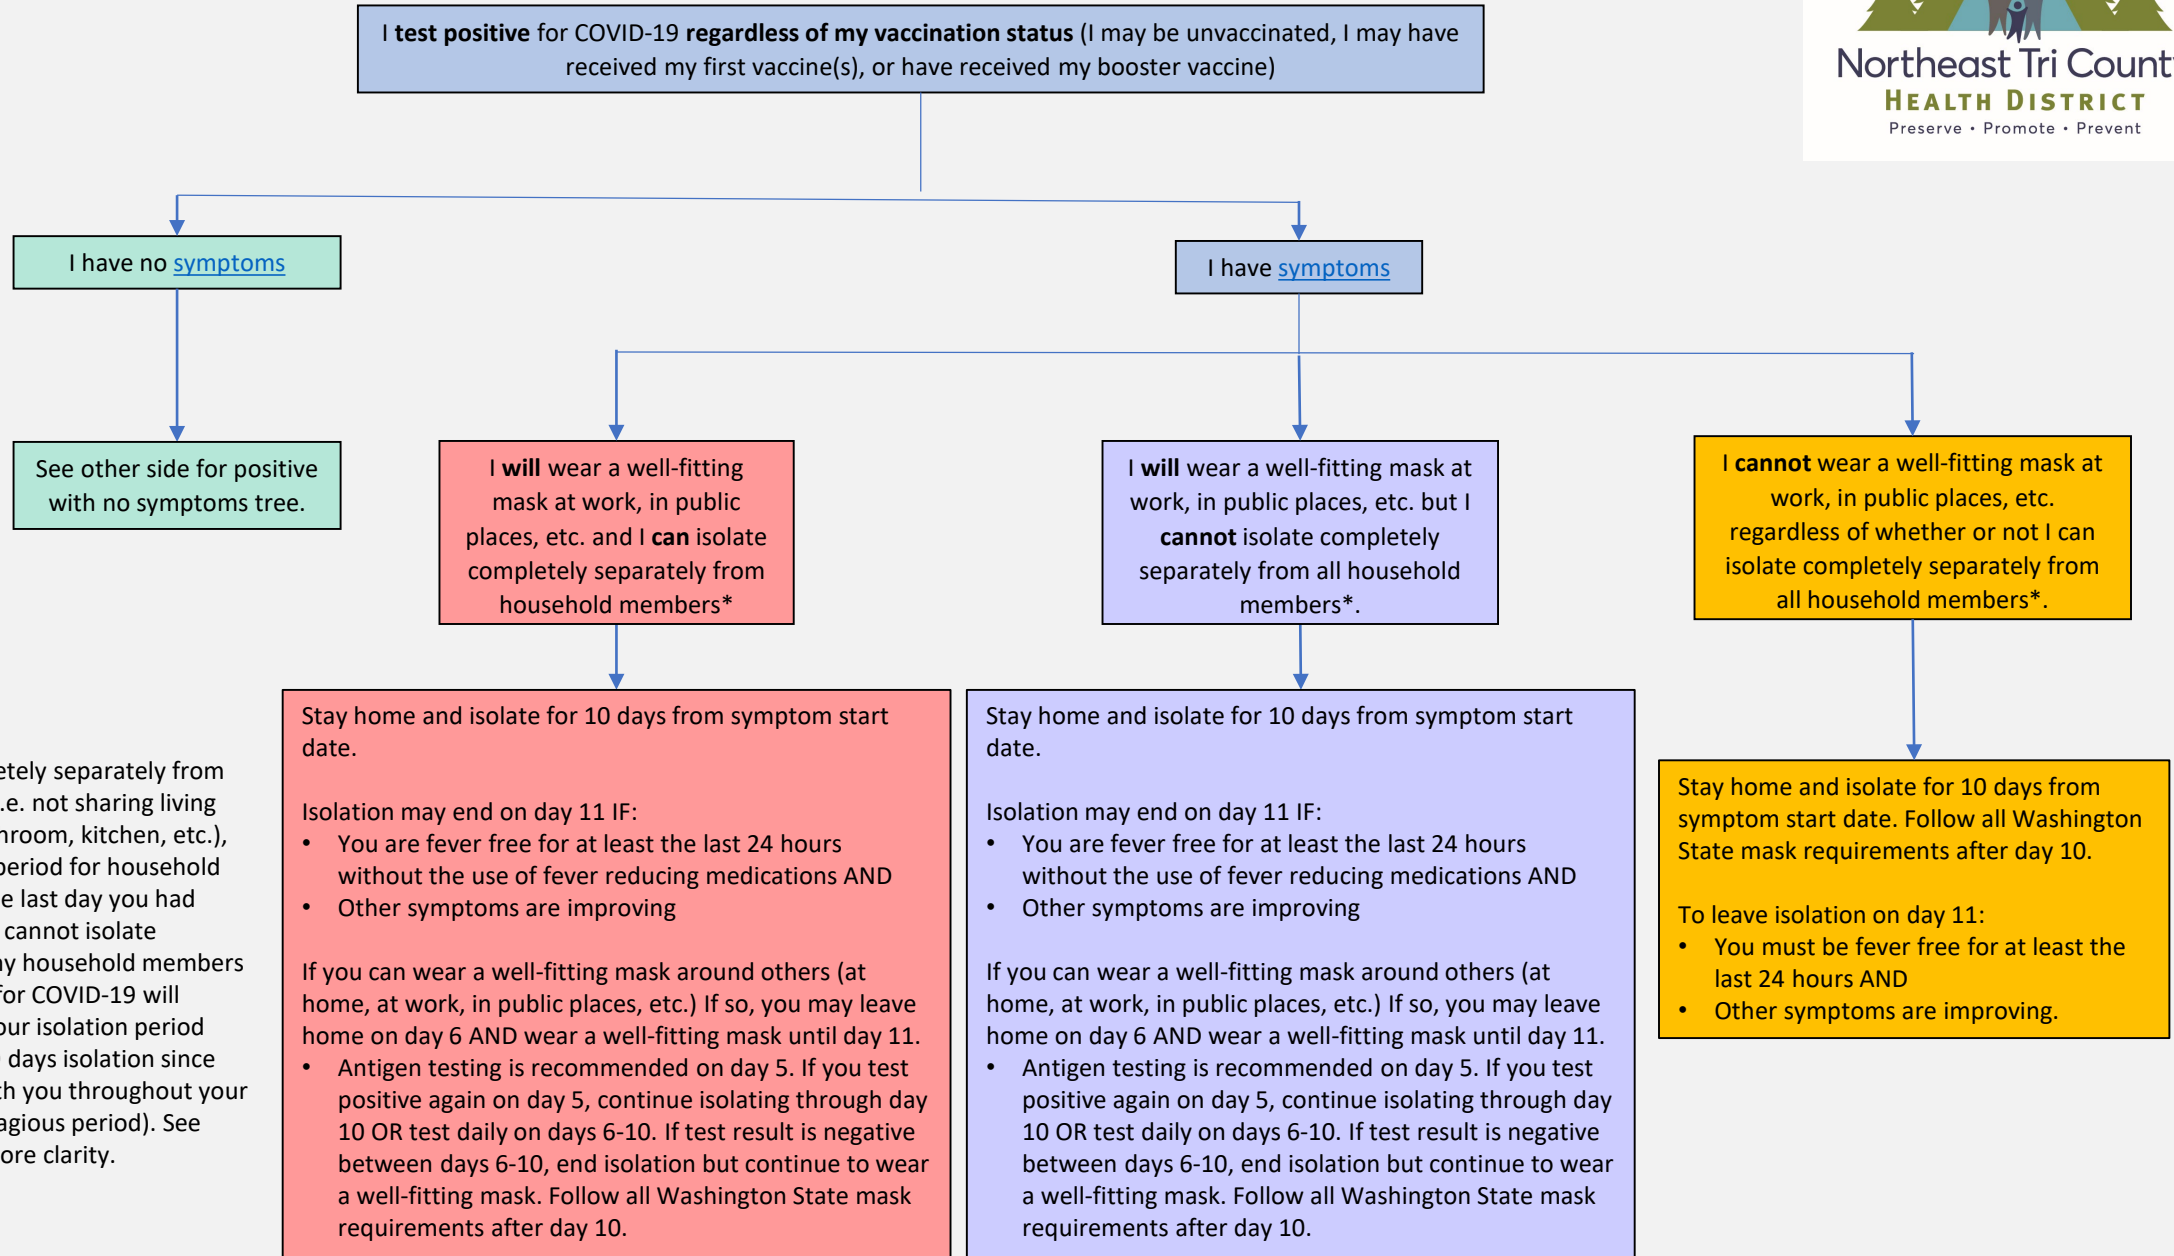 I test positive for COVID-19 regardless of my vaccination status (I may be unvaccinated, I may have
received my first vaccine(s), or have received my booster vaccine)
Northeast Tri
HEALTH DISTRICT
Preserve • Promote • Prevent
I have no symptoms
I have symptoms
See other side for positive
with no symptoms tree.
I will wear a well-fitting
mask at work, in public
places, etc. and I can isolate
completely separately from
household members*
I will wear a well-fitting mask at
work, in public places, etc. but I
cannot isolate completely
separately from all household
members*.
I cannot wear a well-fitting mask at
work, in public places, etc.
regardless of whether or not I can
isolate completely separately from
all household members*.
separately from
i.e. not sharing living
kitchen, etc.),
period for household
last day you had
cannot isolate
household members
for COVID-19 will
our isolation period
days isolation since
you throughout your
period). See
clarity.
Stay home and isolate for 10 days from symptom start
date.
Isolation may end on day 11 IF:
• You are fever free for at least the last 24 hours
without the use of fever reducing medications AND
• Other symptoms are improving
If you can wear a well-fitting mask around others (at
home, at work, in public places, etc.) If so, you may leave
home on day 6 AND wear a well-fitting mask until day 11.
• Antigen testing is recommended on day 5. If you test
positive again on day 5, continue isolating through day
10 OR test daily on days 6-10. If test result is negative
between days 6-10, end isolation but continue to wear
a well-fitting mask. Follow all Washington State mask
requirements after day 10.
Stay home and isolate for 10 days from symptom start
date.
Isolation may end on day 11 IF:
• You are fever free for at least the last 24 hours
without the use of fever reducing medications AND
• Other symptoms are improving
If you can wear a well-fitting mask around others (at
home, at work, in public places, etc.) If so, you may leave
home on day 6 AND wear a well-fitting mask until day 11.
• Antigen testing is recommended on day 5. If you test
positive again on day 5, continue isolating through day
10 OR test daily on days 6-10. If test result is negative
between days 6-10, end isolation but continue to wear
a well-fitting mask. Follow all Washington State mask
requirements after day 10.
Stay home and isolate for 10 days from
symptom start date. Follow all Washington
State mask requirements after day 10.
To leave isolation on day 11:
• You must be fever free for at least the
last 24 hours AND
• Other symptoms are improving.